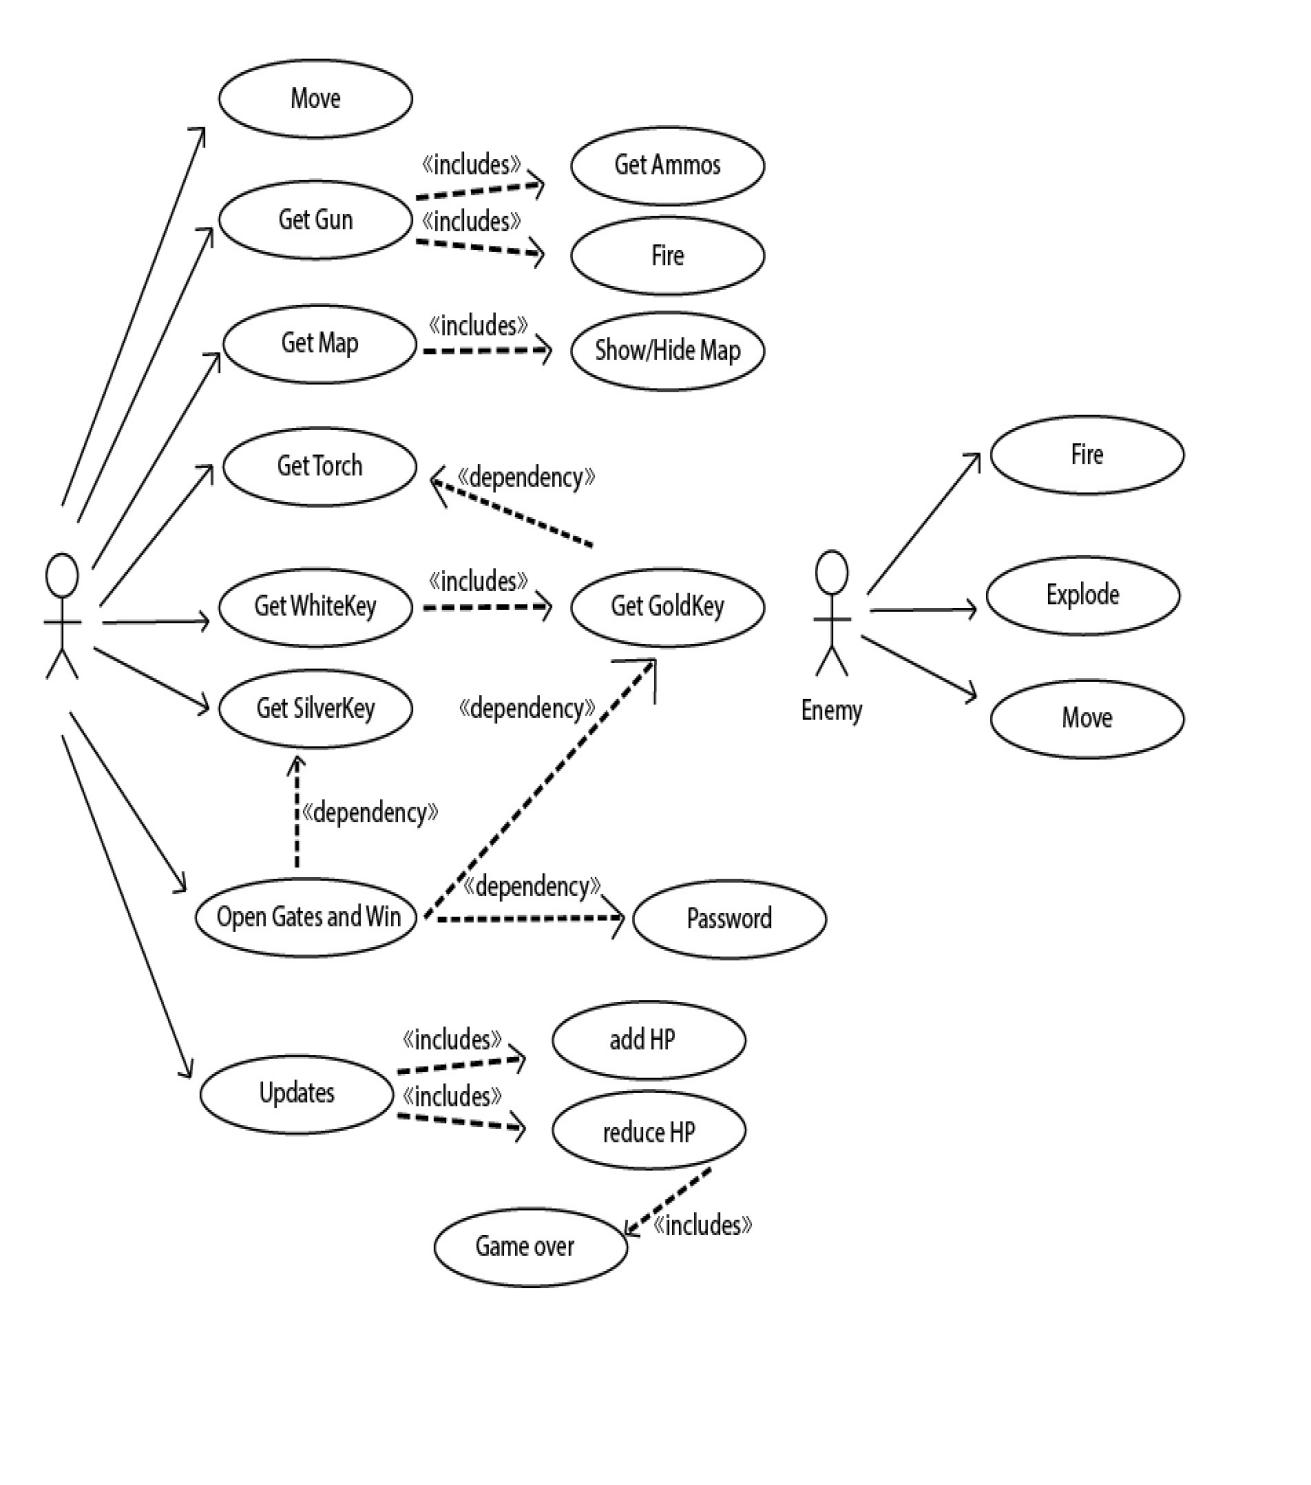 Move
《includes》
Get Ammos
Get Gun
《includes》
Fire
《includes》
Get Map
Show/Hide Map
Get Torch
《dependency》
Fire
Get WhiteKey
《includes》
Get GoldKey
Explode
Get SilverKey
《dependency》
Enemy
Move
《dependency》
Open Gates and Win
《dependency》
Password
《includes》
add HP
Updates
《includes》
reduce HP
《includes》
Game over